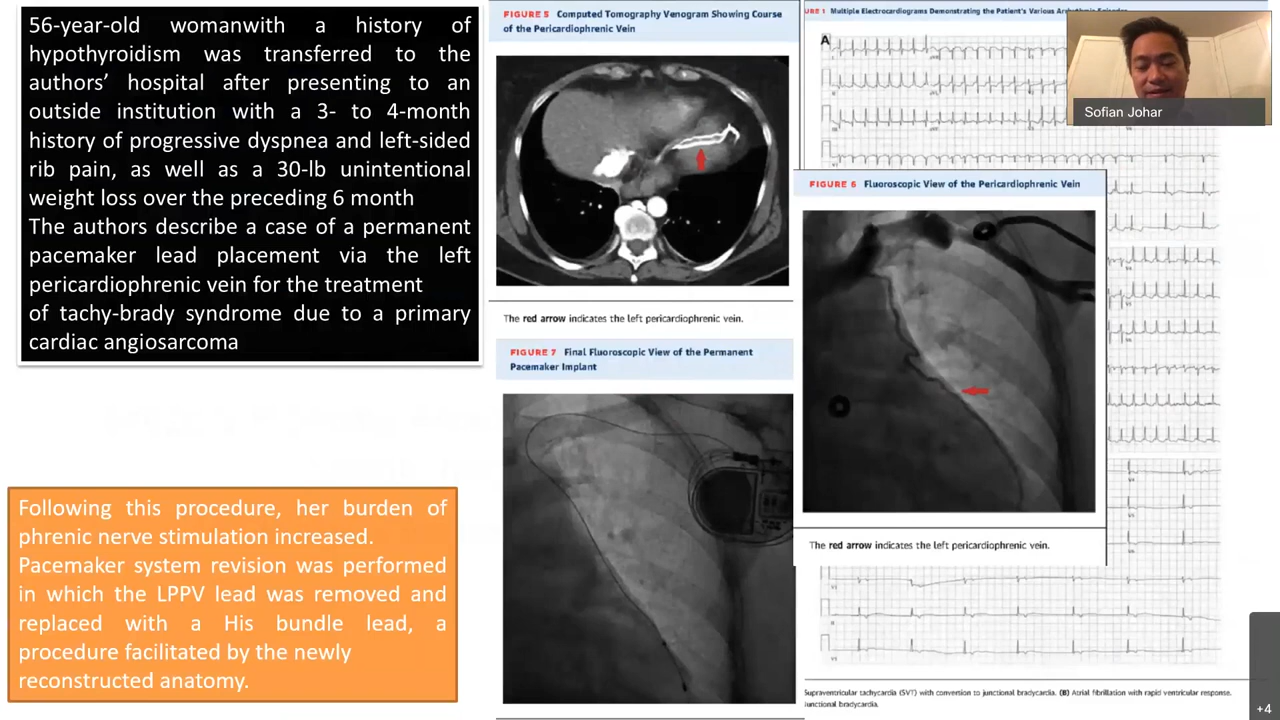 56-year-old womanwith a history of
hypothyroidism was transferred to the
authors’ hospital after presenting to an
outside institution with a 3- to 4-month
history of progressive dyspnea and left-sided
rib pain, as well as a 30-lb unintentional
weight loss over the preceding 6 month
The authors describe a case of a permanent
pacemaker lead placement via the left
pericardiophrenic vein for the treatment
of tachy-brady syndrome due to a primary
cardiac angiosarcoma
Following this procedure, her burden of
phrenic nerve stimulation increased.
Pacemaker system revision was performed
in which the LPPV lead was removed and
replaced with a His bundle lead, a
procedure facilitated by the newly
reconstructed anatomy.
FIGURE 5 Computed Tomography Venogram Showing Course
of the Pericardiophrenic Vein
The red arrow indicates the left pericardiophrenic vein.
FIGURE 7 Final Fluoroscopic View of the Permanent
Pacemaker Implant
URE 1 Multiple Electrocardiograms Demonstrating the Patient's Various
A
FIGURE 6 Fluoroscopic View of the Pericardiophrenic Vein
The red arrow indicates the left pericardiophrenic vein.
Supraventricular tachycardia (SVT) with convertion to junctional bradycardia. (B) Atrial fibrillation with rapid ventricular response.
Junctional bradycardia.
Sofian Johar
+4